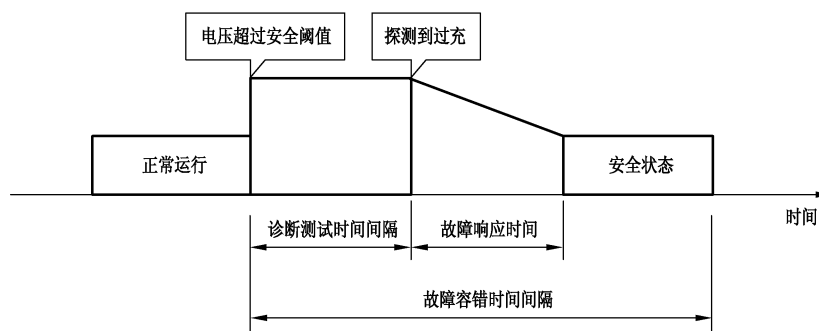 电压超过安全阈值
探测到过充
正常运行
安全状态
时间
诊断测试时间间隔
故障响应时间
故障容错时间间隔